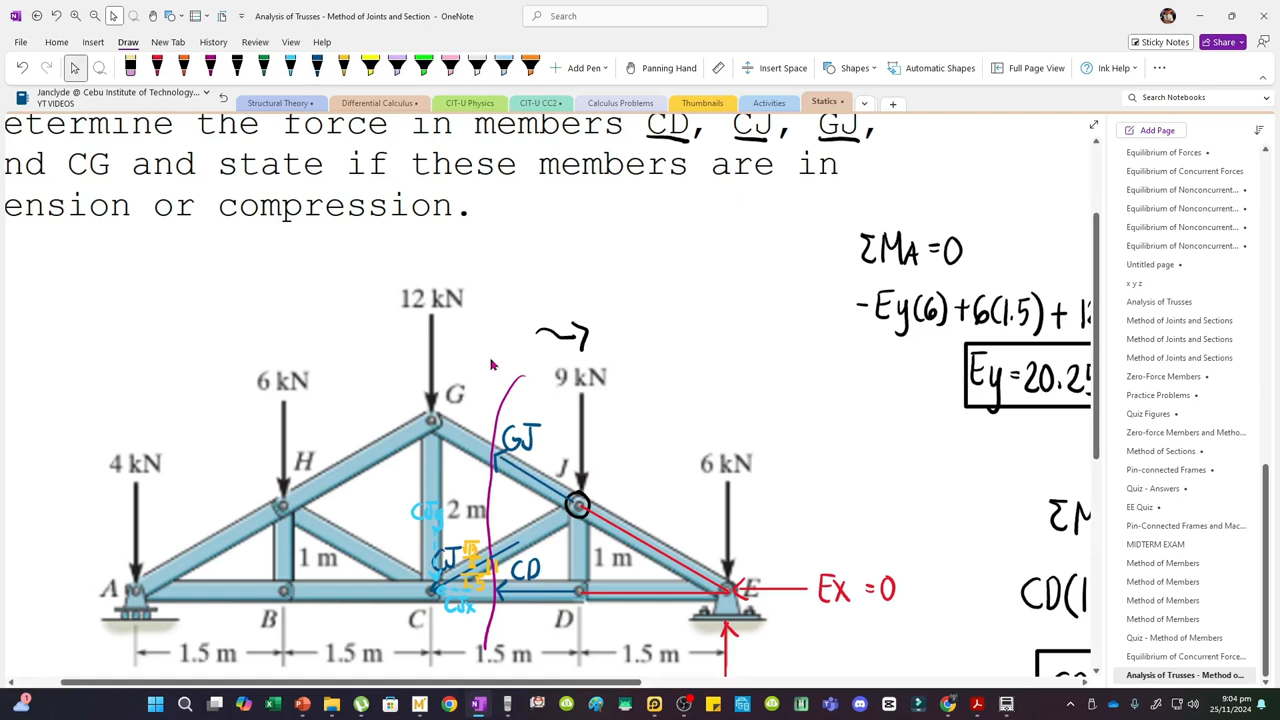 Analysis of Trusses - Method of Joints and Section - OneNote
Search
File Home Insert Draw New Tab History Review View Help
Sticky Notes Share
Add Pen Panning Hand Insert Space Shapes Automatic Shapes Full Page View Ink Help
Janclyde @ Cebu Institute of Technology...
YT VIDEOS
Structural Theory Differential Calculus CIT-U Physics CIT-U CC2 Calculus Problems Thumbnails Activities Statics
Search Notebooks
Add Page
etermine the force in members CD, CJ, GJ,
nd CG and state if these members are in
ension or compression.
ΣMA = 0
-Ey(6) + 6(1.5) + 1
Ey = 20.25
12 kN
6 kN
9 kN
4 kN
6 kN
G
H
J
GJ
CJy
2 m
1 m
1 m
CJ
CD
CJx
1.5
A
B
C
D
E
Ex = 0
ΣM
CD(1
1.5 m
1.5 m
1.5 m
1.5 m
Equilibrium of Forces
Equilibrium of Concurrent Forces
Equilibrium of Nonconcurrent...
Equilibrium of Nonconcurrent...
Equilibrium of Nonconcurrent...
Equilibrium of Nonconcurrent...
Untitled page
x y z
Analysis of Trusses
Method of Joints and Sections
Method of Joints and Sections
Method of Joints and Sections
Zero-Force Members
Practice Problems
Quiz Figures
Zero-force Members and Metho...
Method of Sections
Pin-connected Frames
Quiz - Answers
EE Quiz
Pin-Connected Frames and Mac...
MIDTERM EXAM
Method of Members
Method of Members
Method of Members
Method of Members
Quiz - Method of Members
Equilibrium of Concurrent Force...
Analysis of Trusses - Method o...
9:04 pm
25/11/2024